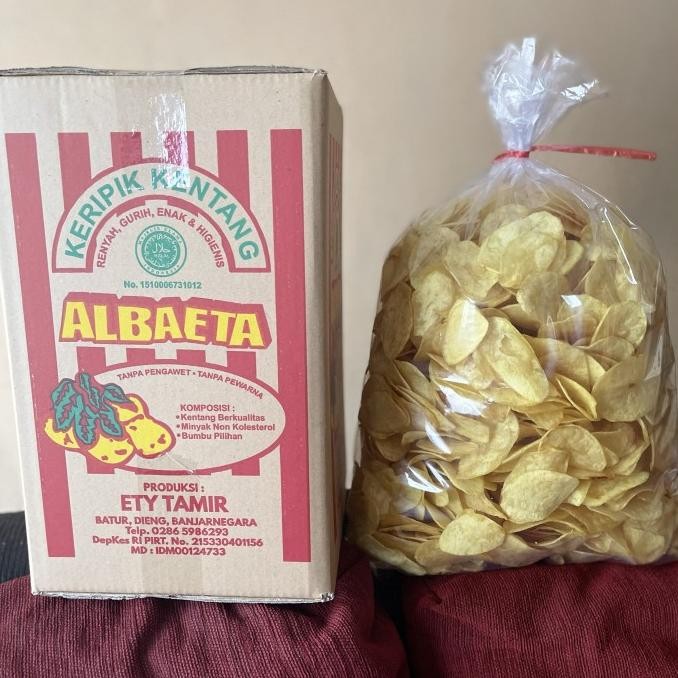 KERIPIK KENTANG
RENYAH, GURIH, ENAK & HIGIENIS
HALAL
No. 1510006731012
ALBAETA
TANPA PENGAWET • TANPA PEWARNA
KOMPOSISI :
• Kentang Berkualitas
• Minyak Non Kolesterol
• Bumbu Pilihan
PRODUKSI :
ETY TAMIR
BATUR, DIENG, BANJARNEGARA
Telp. 0286 5986293
DepKes RI PIRT. No. 215330401156
MD : IDM00124733